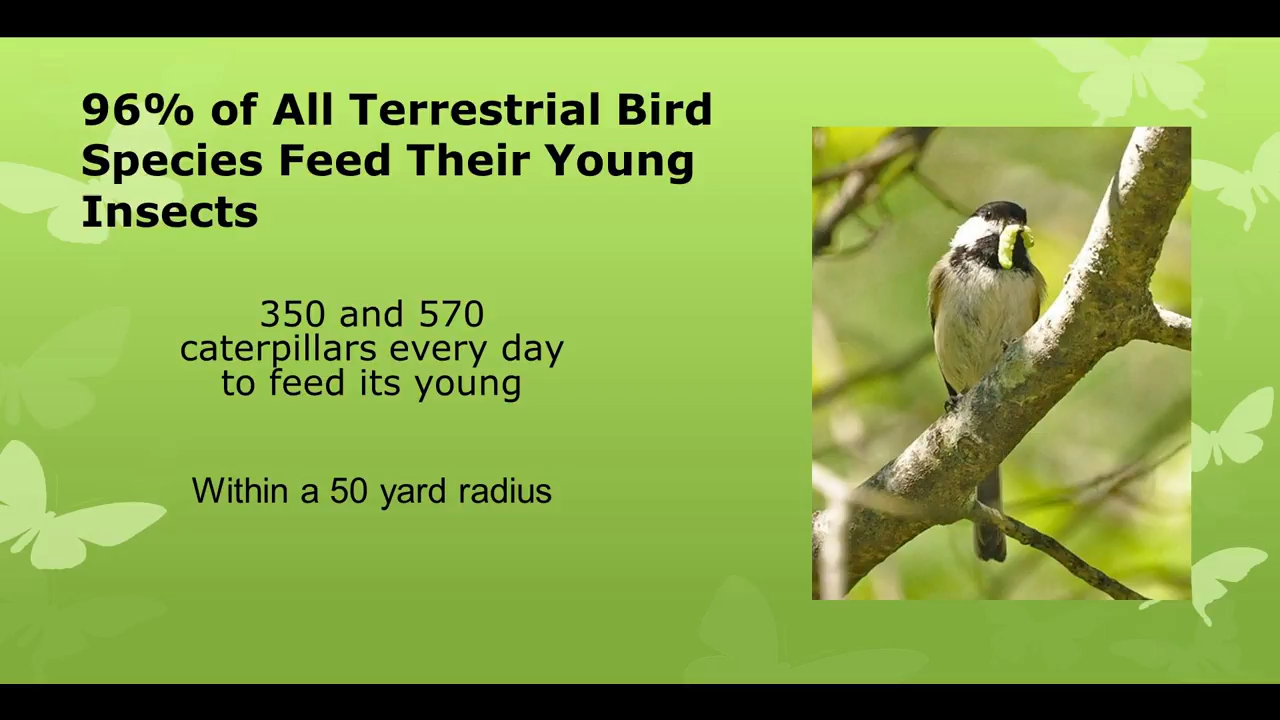 96% of All Terrestrial Bird
Species Feed Their Young
Insects
350 and 570
caterpillars every day
to feed its young
Within a 50 yard radius